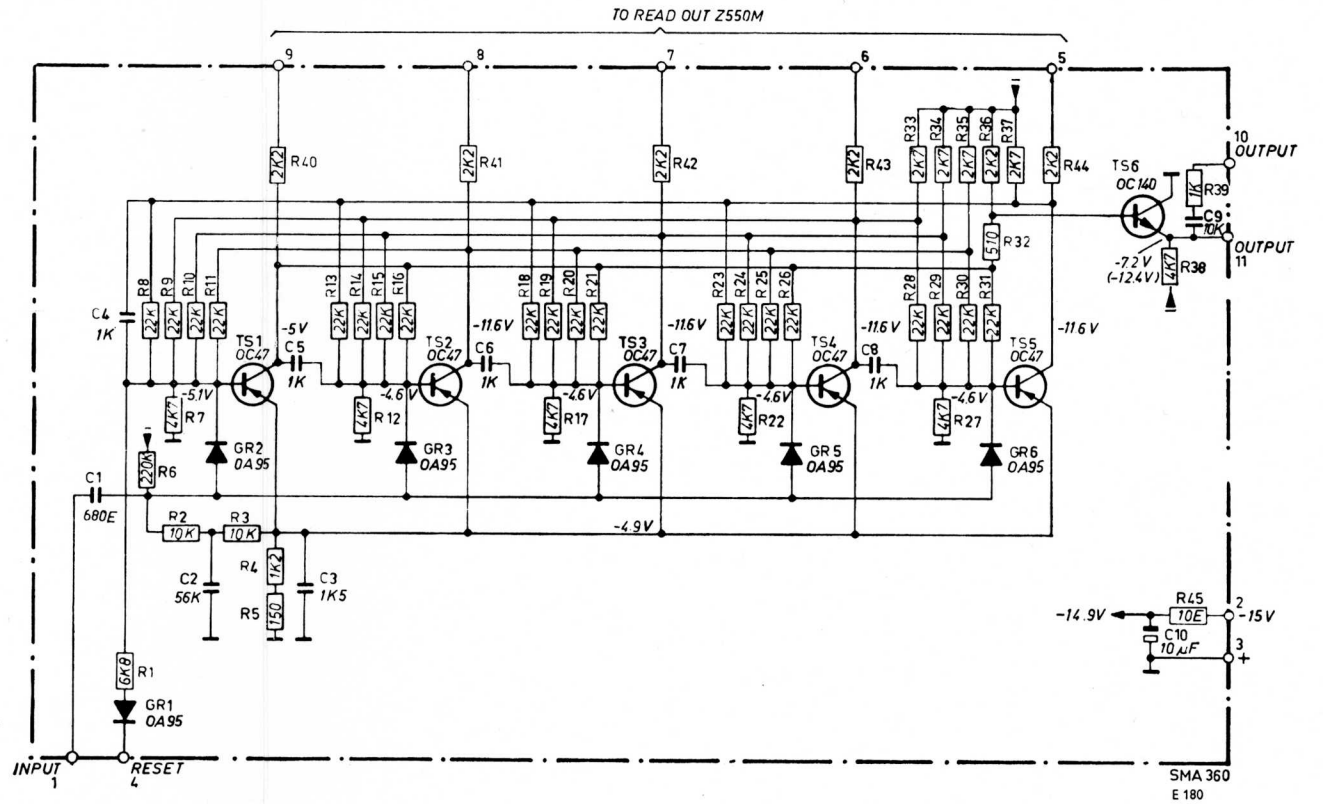 TO READ OUT Z550M
9
8
7
6
5
R40
2K2
R41
2K2
R42
2K2
R43
2K2
R33
2K7
R34
2K7
R35
2K7
R36
2K2
R37
2K7
R44
2K2
TS6
OC140
10
OUTPUT
R39
1K
C9
10K
OUTPUT
11
-7.2V
(-12.4V)
R38
4K7
R32
510
C4
1K
R8
22K
R9
22K
R10
22K
R11
22K
R13
22K
R14
22K
R15
22K
R16
22K
R18
22K
R19
22K
R20
22K
R21
22K
R23
22K
R24
22K
R25
22K
R26
22K
R28
22K
R29
22K
R30
22K
R31
22K
TS1
OC47
-5V
C5
1K
TS2
OC47
-11.6V
C6
1K
TS3
OC47
-11.6V
C7
1K
TS4
OC47
-11.6V
C8
1K
TS5
OC47
-11.6V
-5.1V
-4.6V
-4.6V
-4.6V
-4.6V
R7
4K7
R12
4K7
R17
4K7
R22
4K7
R27
4K7
GR2
OA95
GR3
OA95
GR4
OA95
GR5
OA95
GR6
OA95
R6
220K
C1
680E
R2
10K
R3
10K
-4.9V
C2
56K
R4
1K2
R5
150
C3
1K5
R1
6K8
GR1
OA95
-14.9V
R45
10E
2
-15V
C10
10 µF
3
+
INPUT
1
RESET
4
SMA 360
E 180